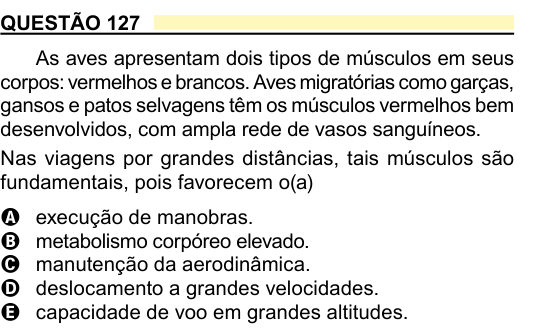 QUESTÃO 127
As aves apresentam dois tipos de músculos em seus
corpos: vermelhos e brancos. Aves migratórias como garças,
gansos e patos selvagens têm os músculos vermelhos bem
desenvolvidos, com ampla rede de vasos sanguíneos.
Nas viagens por grandes distâncias, tais músculos são
fundamentais, pois favorecem o(a)
A execução de manobras.
B metabolismo corpóreo elevado.
C manutenção da aerodinâmica.
D deslocamento a grandes velocidades.
E capacidade de voo em grandes altitudes.